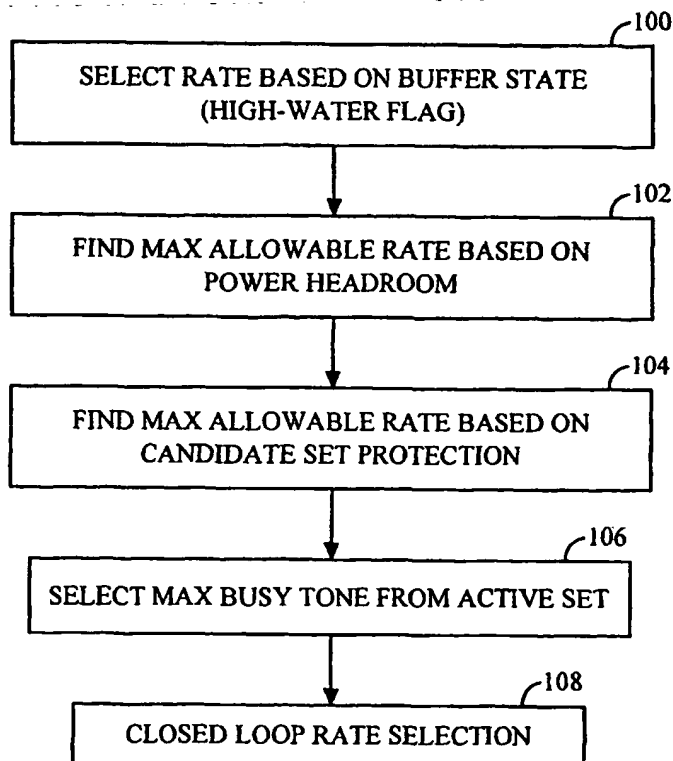 100
SELECT RATE BASED ON BUFFER STATE
(HIGH-WATER FLAG)
102
FIND MAX ALLOWABLE RATE BASED ON
POWER HEADROOM
104
FIND MAX ALLOWABLE RATE BASED ON
CANDIDATE SET PROTECTION
106
SELECT MAX BUSY TONE FROM ACTIVE SET
108
CLOSED LOOP RATE SELECTION